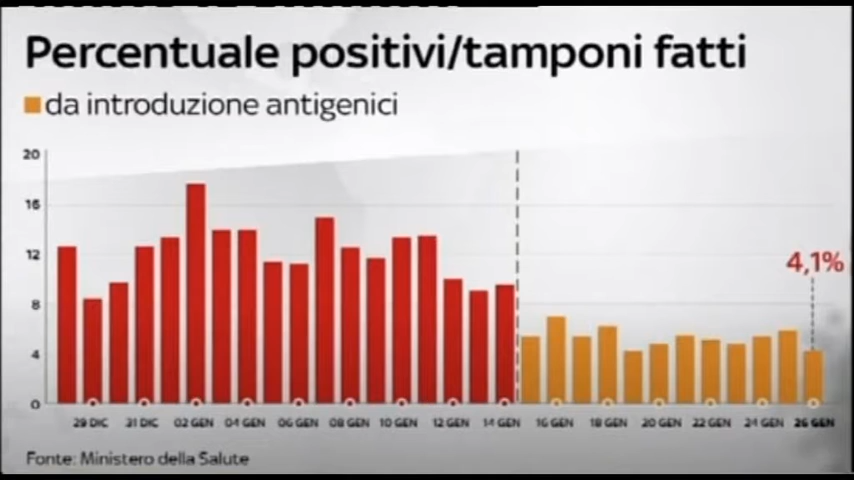 Percentuale positivi/tamponi fatti
da introduzione antigenici
20
16
12
8
4
0
4,1%
29 DIC 31 DIC 02 GEN 04 GEN 06 GEN 08 GEN 10 GEN 12 GEN 14 GEN 16 GEN 18 GEN 20 GEN 22 GEN 24 GEN 26 GEN
Fonte: Ministero della Salute